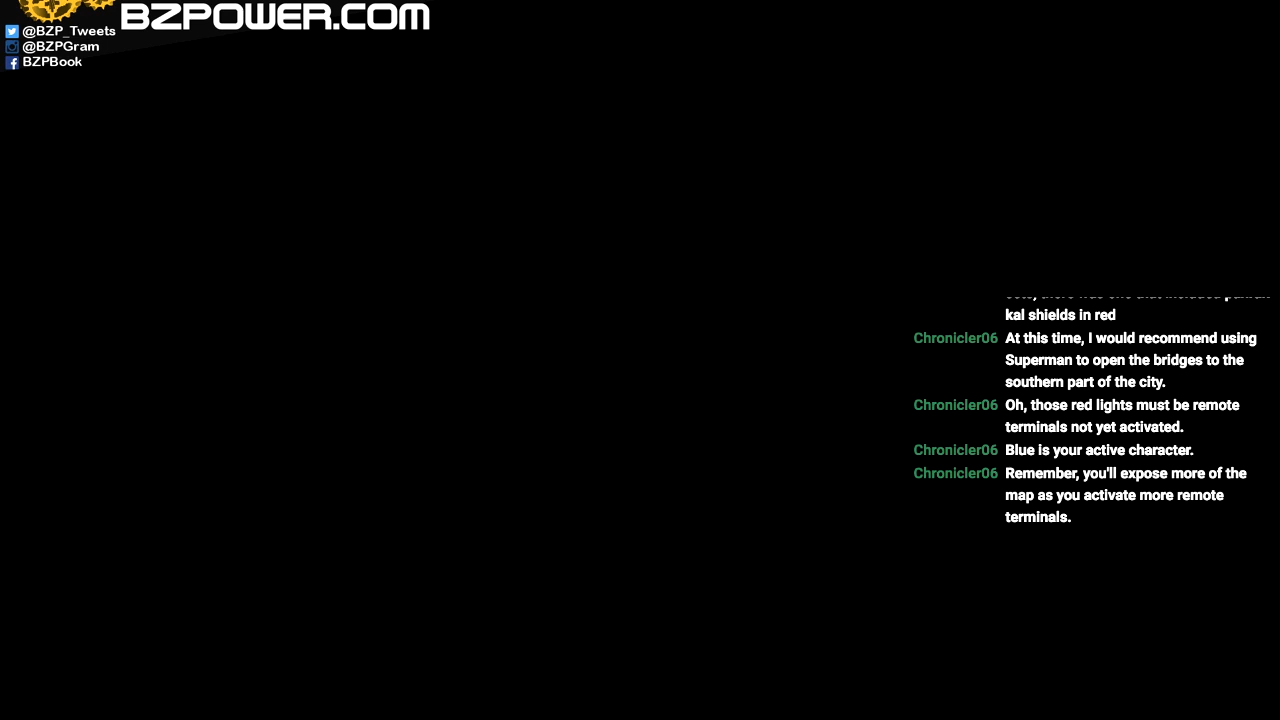 BZPOWER.COM
@BZP_Tweets
@BZPGram
BZPBook
kal shields in red
Chronicler06 At this time, I would recommend using
Superman to open the bridges to the
southern part of the city.
Chronicler06 Oh, those red lights must be remote
terminals not yet activated.
Chronicler06 Blue is your active character.
Chronicler06 Remember, you'll expose more of the
map as you activate more remote
terminals.